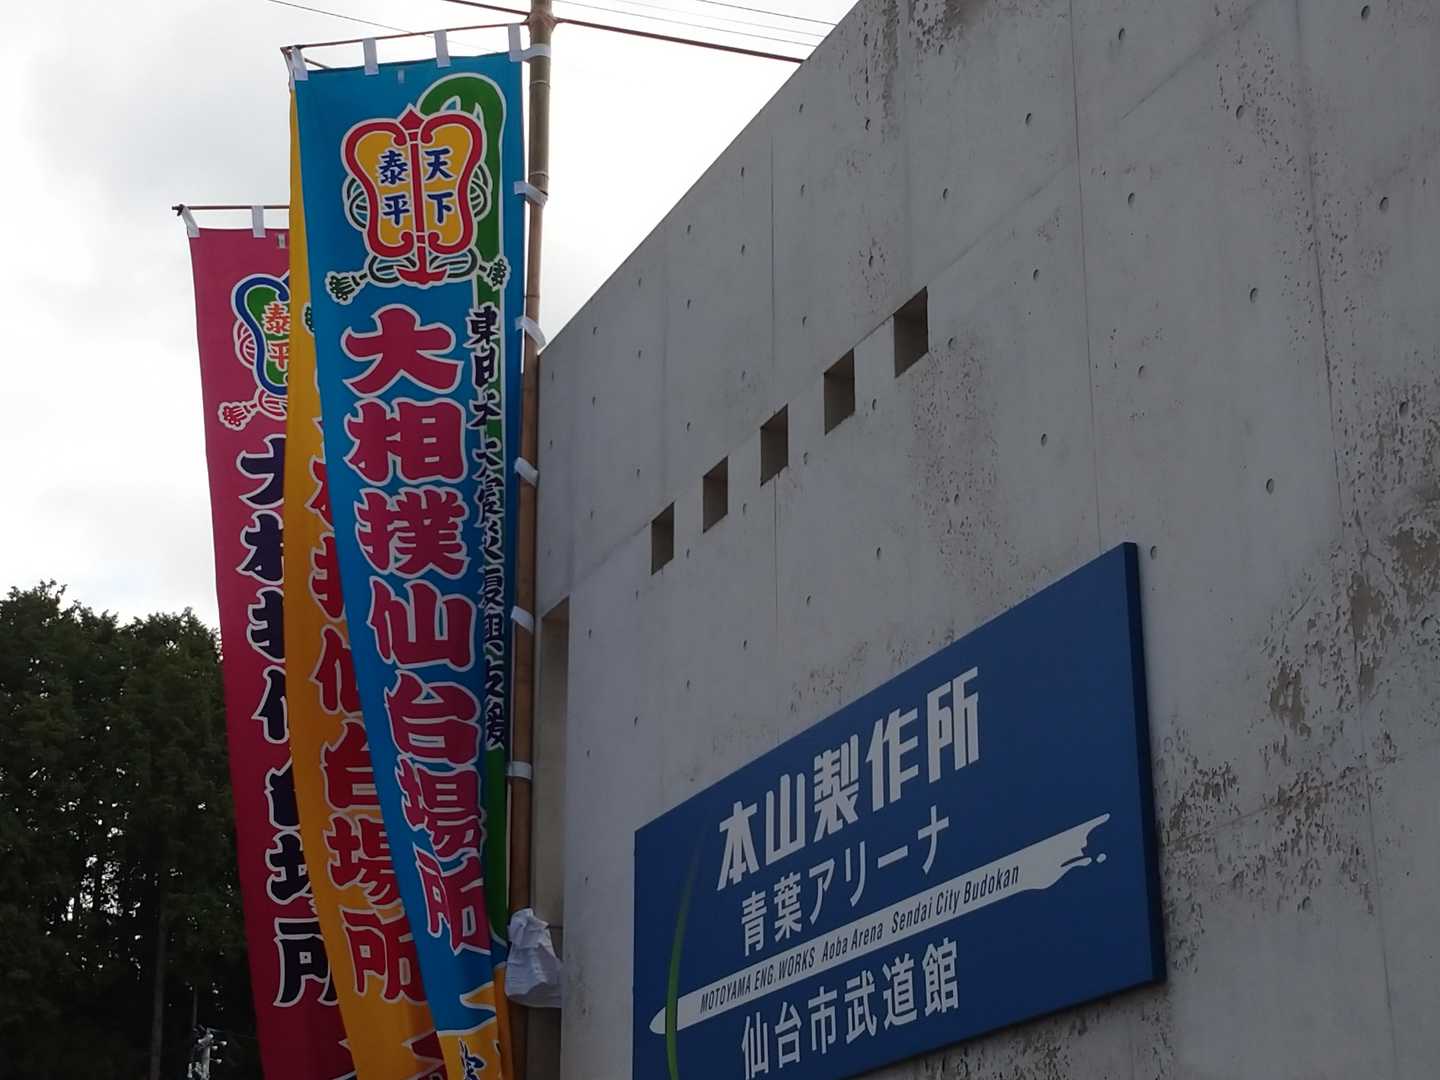 天下
泰平
東日本大震災復興支援
大相撲仙台場所
大相撲仙台場所
泰
平
大相撲仙台場所
本山製作所
青葉アリーナ
MOTOYAMA ENG.WORKS Aoba Arena Sendai City Budokan
仙台市武道館